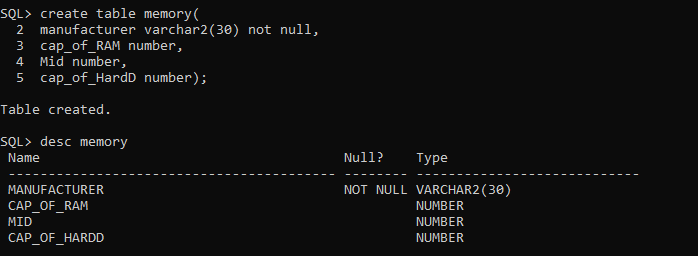 SQL> create table memory(
  2  manufacturer varchar2(30) not null,
  3  cap_of_RAM number,
  4  Mid number,
  5  cap_of_HardD number);
Table created.
SQL> desc memory
 Name                                      Null?    Type
 ----------------------------------------- -------- ----------------------------
 MANUFACTURER                              NOT NULL VARCHAR2(30)
 CAP_OF_RAM                                         NUMBER
 MID                                                NUMBER
 CAP_OF_HARDD                                       NUMBER